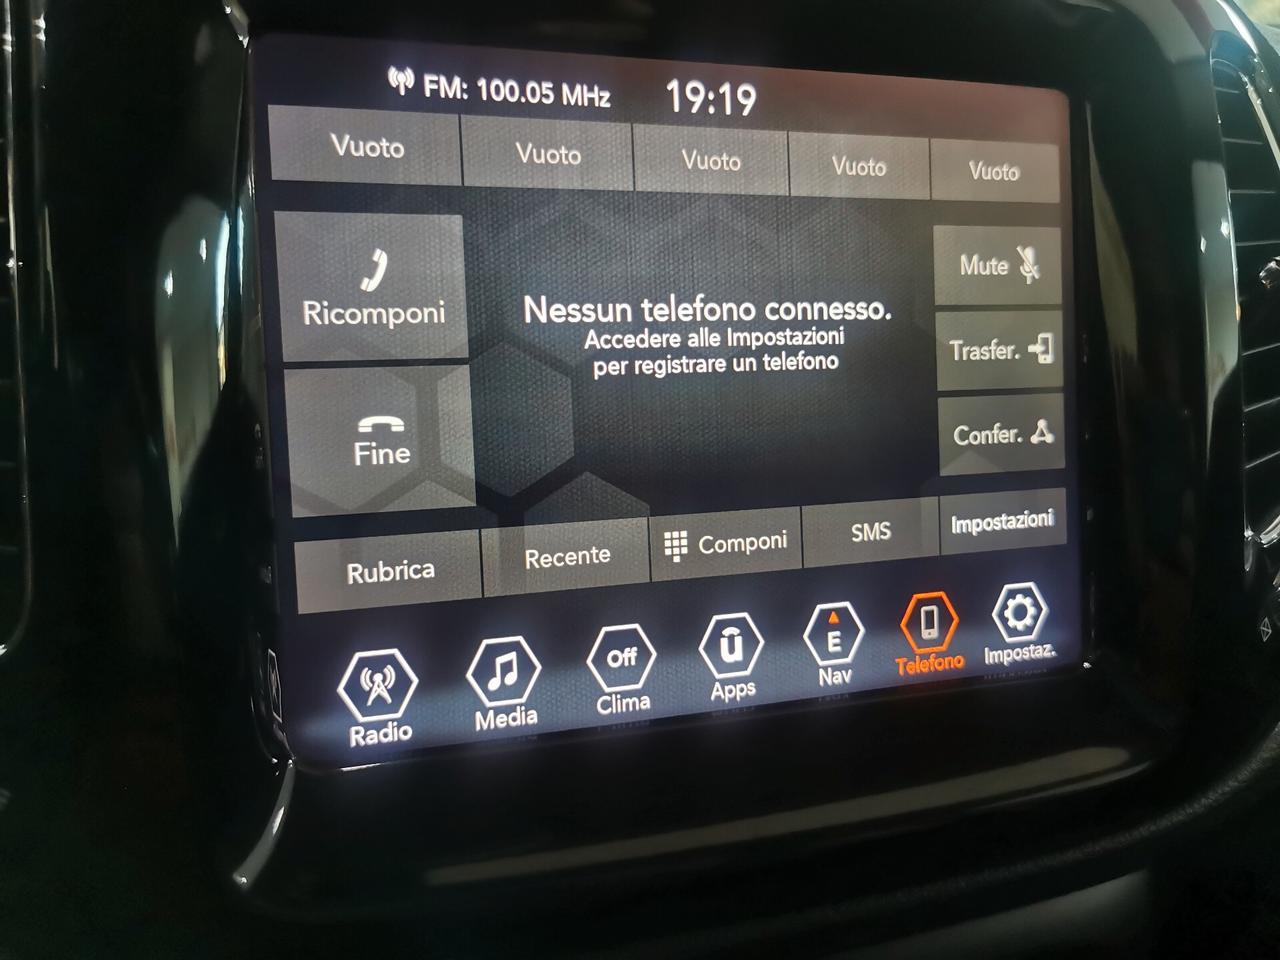 FM: 100.05 MHz 19:19
Vuoto Vuoto Vuoto Vuoto Vuoto
Ricomponi
Fine
Nessun telefono connesso.
Accedere alle Impostazioni
per registrare un telefono
Mute
Trasfer.
Confer.
Rubrica Recente Componi SMS Impostazioni
Off
ū
E
Radio Media Clima Apps Nav Telefono Impostaz.